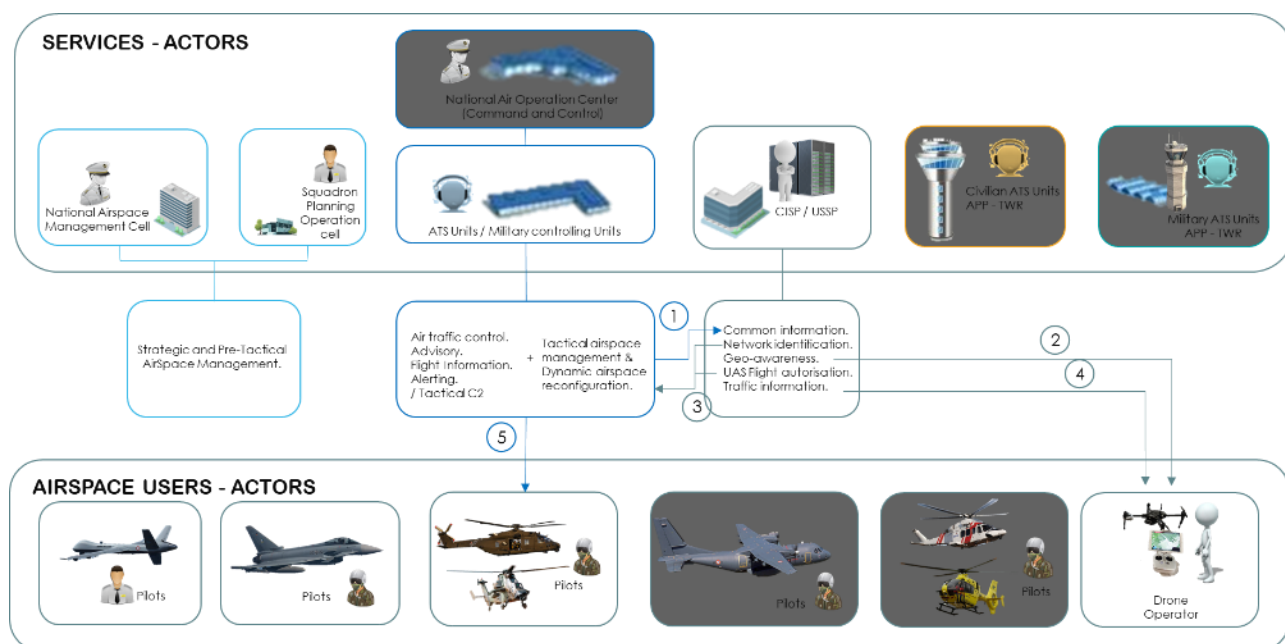 SERVICES - ACTORS
National Air Operation Center
(Command and Control)
National Airspace
Management Cell
Squadron
Planning
Operation
cell
ATS Units / Military controlling Units
CISP / USSP
Civilian ATS Units
APP - TWR
Military ATS Units
APP - TWR
Strategic and Pre-Tactical
AirSpace Management.
Air traffic control.
Advisory.
Flight Information.
Alerting.
/ Tactical C2
+
Tactical airspace
management &
Dynamic airspace
reconfiguration.
1
Common information.
Network identification.
Geo-awareness.
UAS Flight autorisation.
Traffic information.
2
4
3
5
AIRSPACE USERS - ACTORS
Pilots
Pilots
Pilots
Pilots
Pilots
Drone
Operator